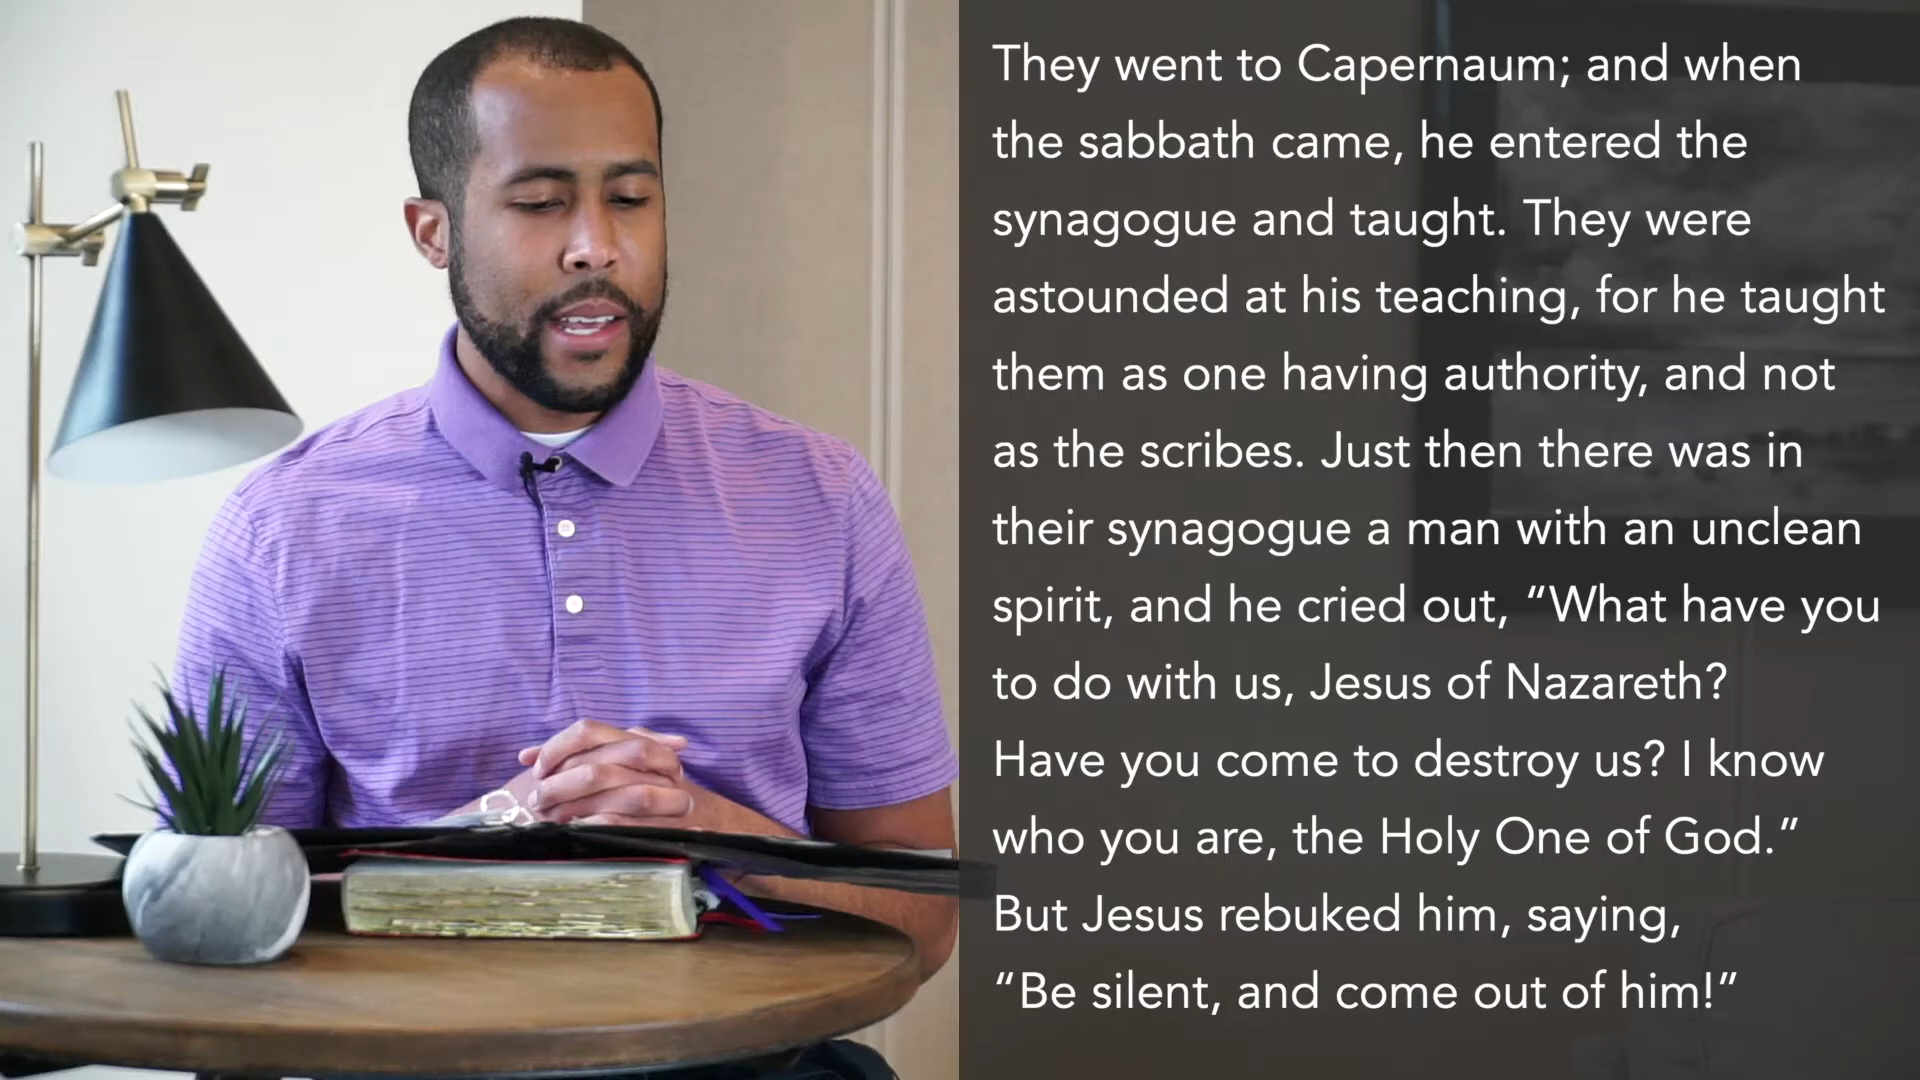 They went to Capernaum; and when
the sabbath came, he entered the
synagogue and taught. They were
astounded at his teaching, for he taught
them as one having authority, and not
as the scribes. Just then there was in
their synagogue a man with an unclean
spirit, and he cried out, “What have you
to do with us, Jesus of Nazareth?
Have you come to destroy us? I know
who you are, the Holy One of God.”
But Jesus rebuked him, saying,
“Be silent, and come out of him!”